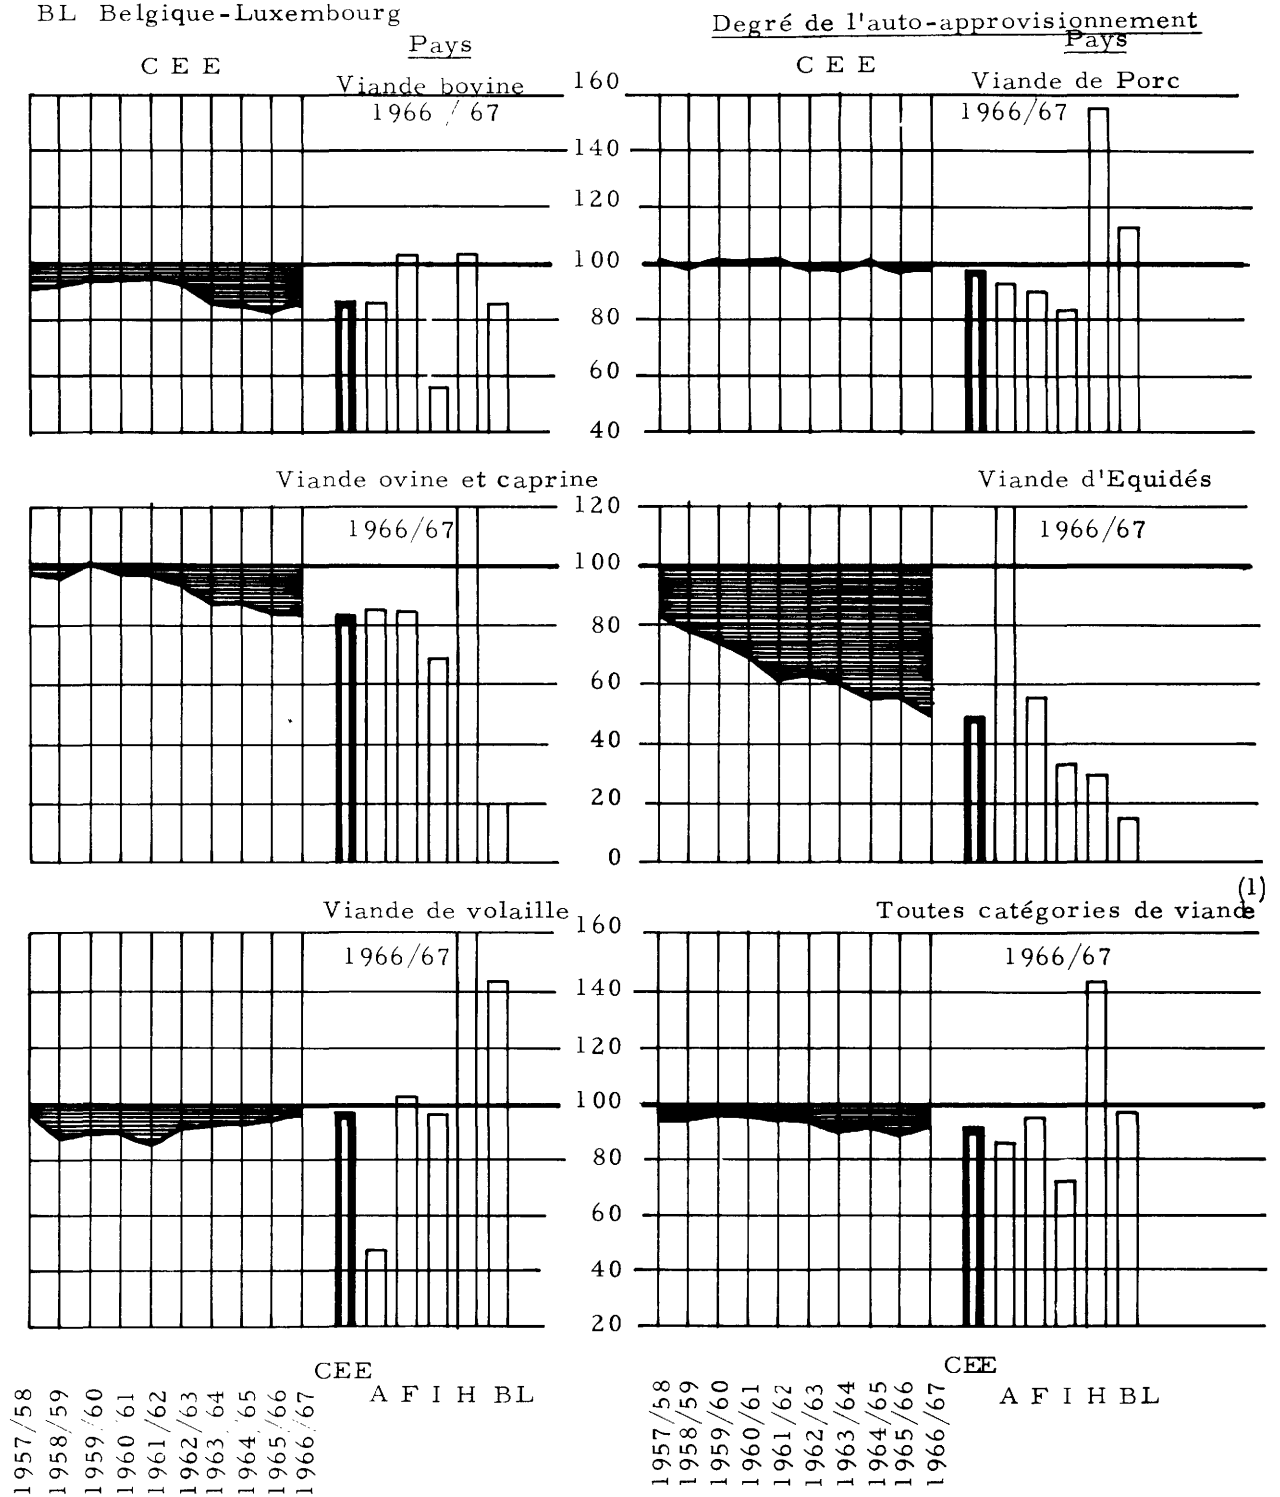 BL Belgique-Luxembourg
Degré de l'auto-approvisionnement
Pays
Pays
C E E
C E E
Viande bovine
1966 / 67
Viande de Porc
1966/67
160
140
120
100
80
60
40
Viande ovine et caprine
1966/67
Viande d'Equidés
1966/67
120
100
80
60
40
20
0
(1)
Viande de volaille
1966/67
Toutes catégories de viande
1966/67
160
140
120
100
80
60
40
20
CEE
A F I H BL
CEE
A F I H BL
1957/58
1958/59
1959/60
1960/61
1961/62
1962/63
1963/64
1964/65
1965/66
1966/67
1957/58
1958/59
1959/60
1960/61
1961/62
1962/63
1963/64
1964/65
1965/66
1966/67